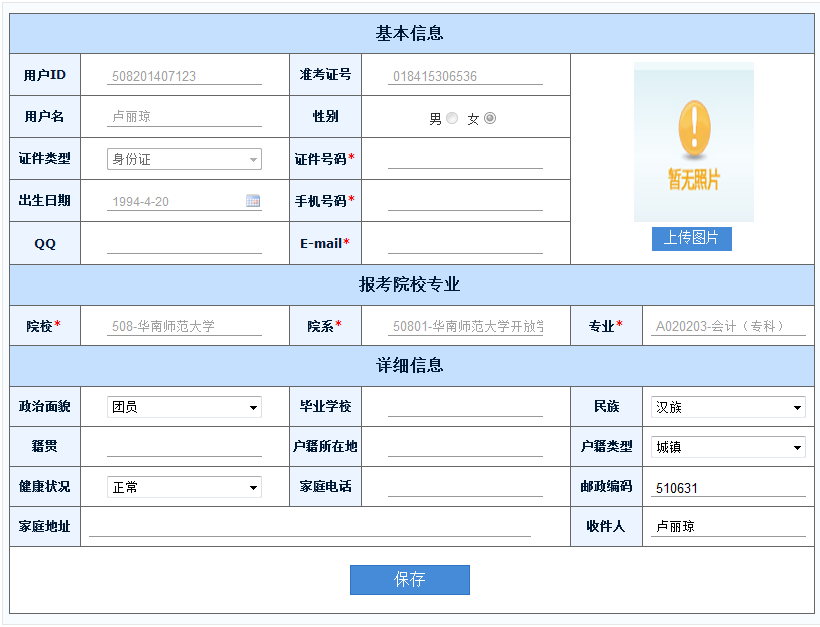 基本信息
用户ID 508201407123 准考证号 018415306536
用户名 卢丽琼 性别 男 女
证件类型 身份证 证件号码*
暂无照片
出生日期 1994-4-20 手机号码*
上传图片
QQ E-mail*
报考院校专业
院校* 508-华南师范大学 院系* 50801-华南师范大学开放学 专业* A020203-会计（专科）
详细信息
政治面貌 团员 毕业学校 民族 汉族
籍贯 户籍所在地 户籍类型 城镇
健康状况 正常 家庭电话 邮政编码 510631
家庭地址 收件人 卢丽琼
保存